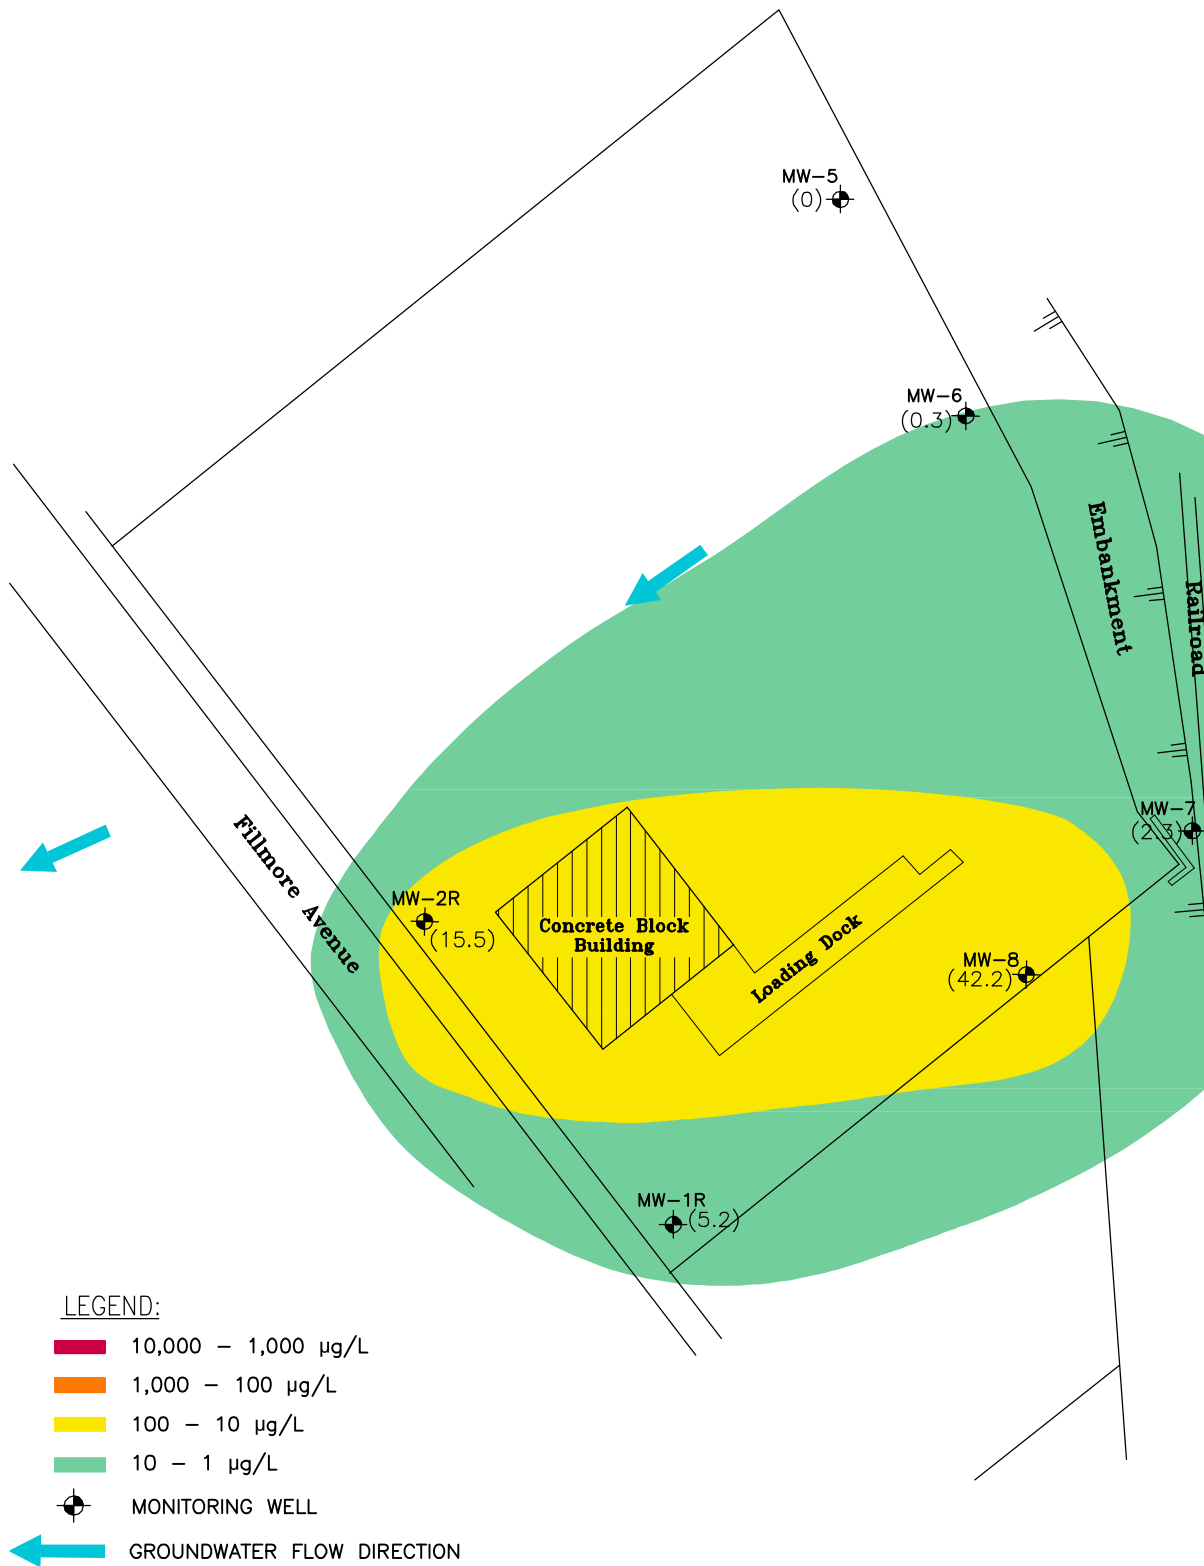 MW-5
(0)
MW-6
(0.3)
Embankment
Railroad
MW-7
(2.3)
Fillmore Avenue
MW-2R
(15.5)
Concrete Block
Building
Loading Dock
MW-8
(42.2)
MW-1R
(5.2)
LEGEND:
10,000 - 1,000 µg/L
1,000 - 100 µg/L
100 - 10 µg/L
10 - 1 µg/L
MONITORING WELL
GROUNDWATER FLOW DIRECTION